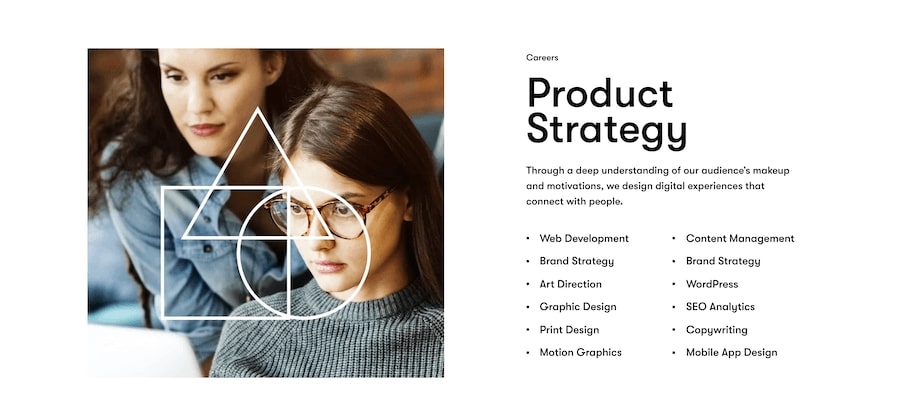 Careers
Product
Strategy
Through a deep understanding of our audience's makeup
and motivations, we design digital experiences that
connect with people.
• Web Development
• Brand Strategy
• Art Direction
• Graphic Design
• Print Design
• Motion Graphics
• Content Management
• Brand Strategy
• WordPress
• SEO Analytics
• Copywriting
• Mobile App Design